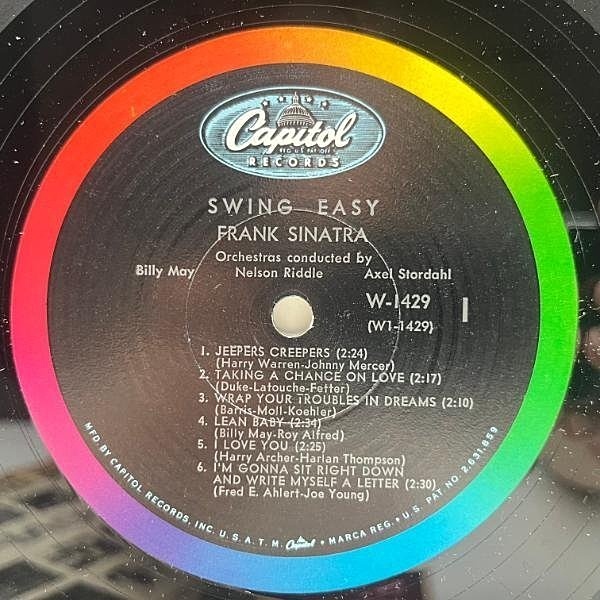 Capitol
REG. U.S. PAT. OFF.
RECORDS
SWING EASY
FRANK SINATRA
Orchestras conducted by
Billy May Nelson Riddle Axel Stordahl
W-1429
(W1-1429)
1
1. JEEPERS CREEPERS (2:24)
(Harry Warren-Johnny Mercer)
2. TAKING A CHANCE ON LOVE (2:17)
(Duke-Latouche-Fetter)
3. WRAP YOUR TROUBLES IN DREAMS (2:10)
(Barris-Moll-Koehler)
4. LEAN BABY (2:34)
(Billy May-Roy Alfred)
5. I LOVE YOU (2:25)
(Harry Archer-Harlan Thompson)
6. I'M GONNA SIT RIGHT DOWN
AND WRITE MYSELF A LETTER (2:30)
(Fred E. Ahlert-Joe Young)
MFD. BY CAPITOL RECORDS, INC. U.S.A. T.M. Capitol • MARCA REG. • U.S. PAT. NO. 2,631,859